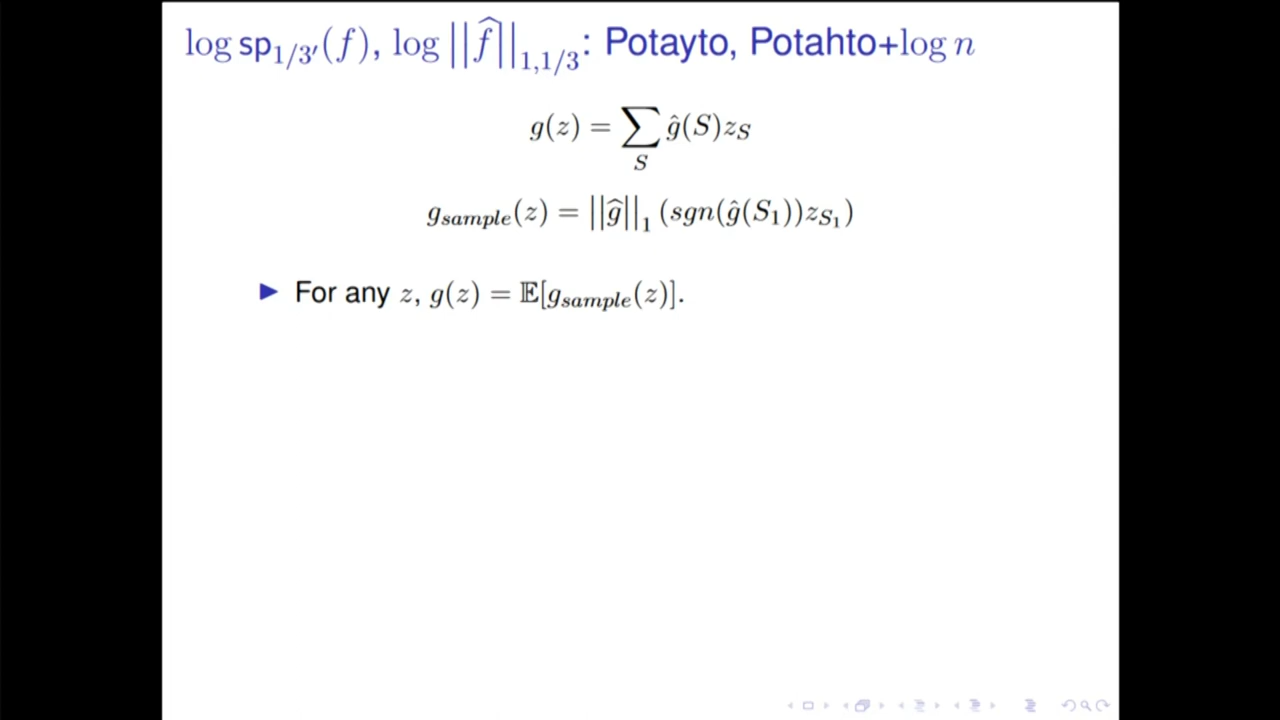 log sp_{1/3'}(f), log ||f̂||_{1,1/3}: Potayto, Potahto+log n
g(z) = ∑_S ĝ(S)z_S
g_{sample}(z) = ||ĝ||_1 (sgn(ĝ(S_1))z_{S_1})
▶ For any z, g(z) = 𝔼[g_{sample}(z)].